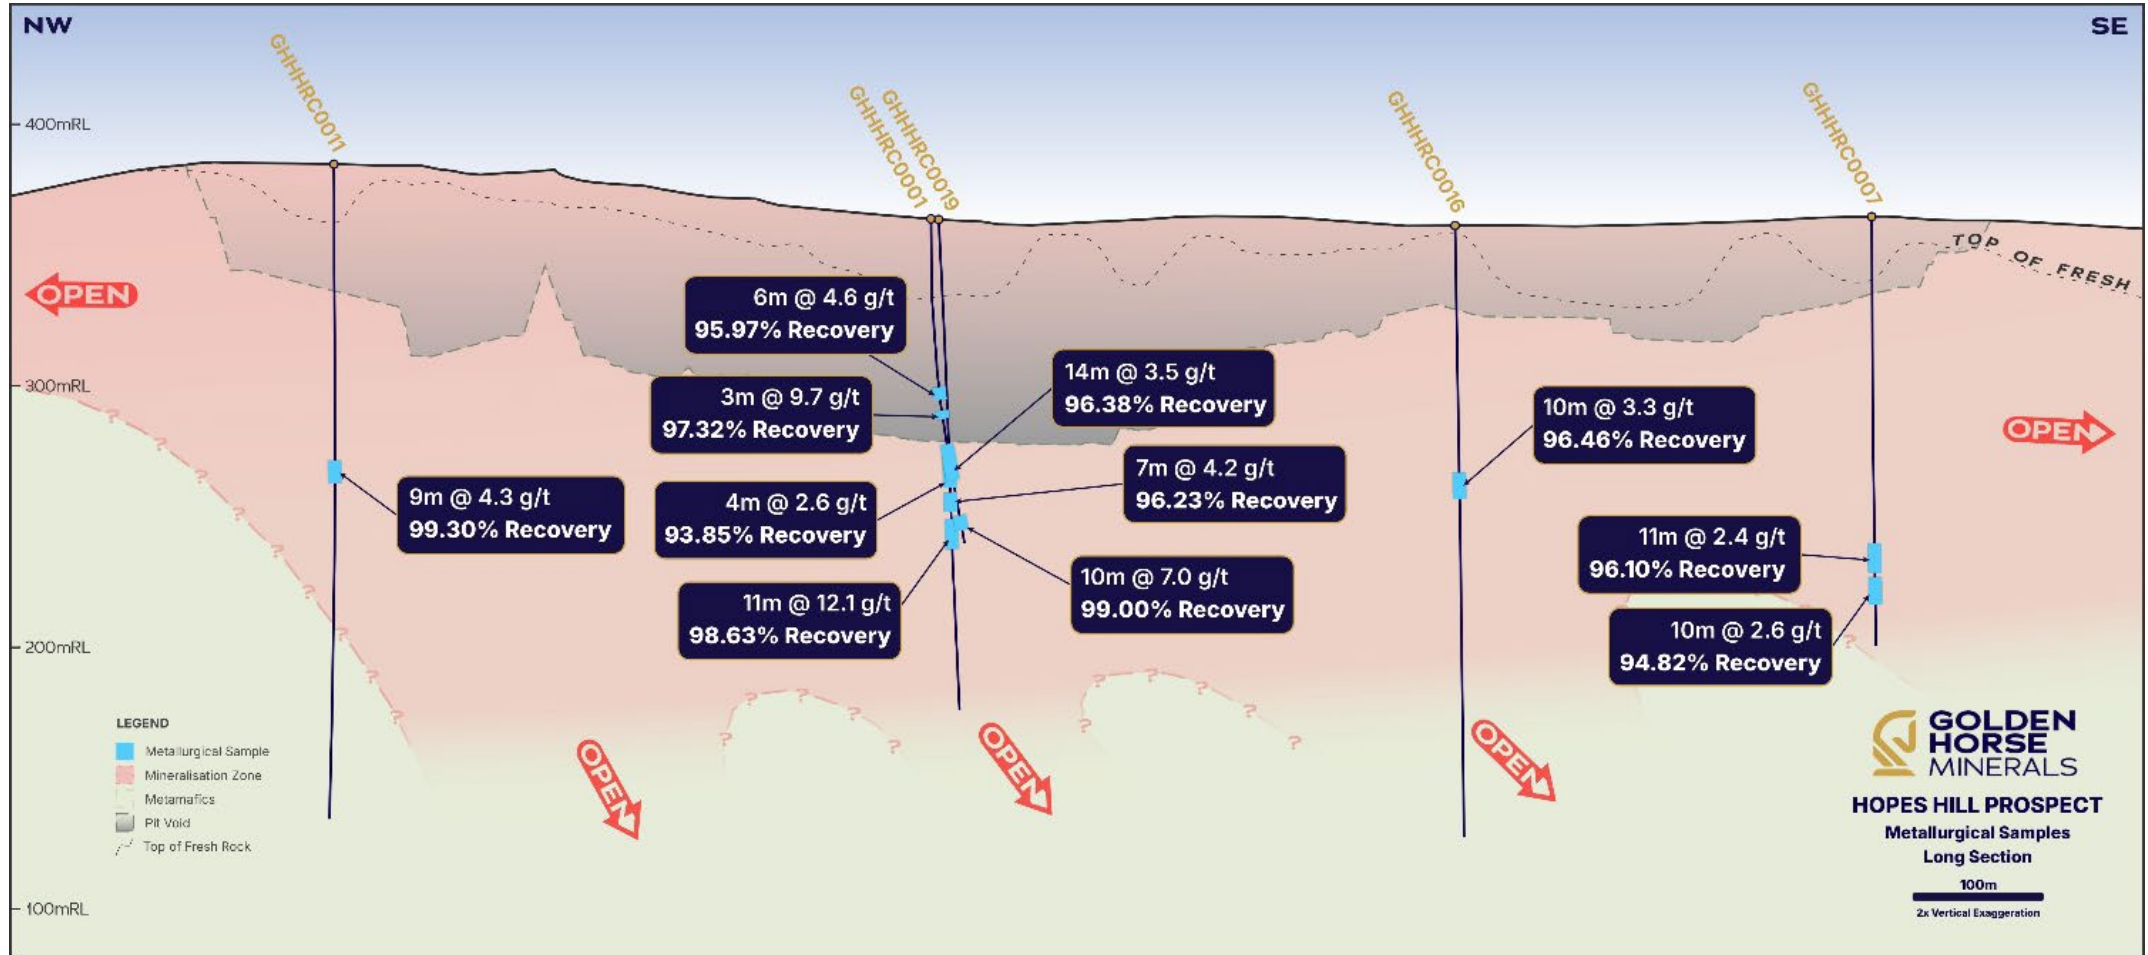 NW
SE
GHHHRC0011
GHHHRC0001
GHHHRC0019
GHHHRC0016
GHHHRC0007
400mRL
300mRL
200mRL
100mRL
TOP OF FRESH
OPEN
OPEN
6m @ 4.6 g/t
95.97% Recovery
3m @ 9.7 g/t
97.32% Recovery
14m @ 3.5 g/t
96.38% Recovery
10m @ 3.3 g/t
96.46% Recovery
9m @ 4.3 g/t
99.30% Recovery
4m @ 2.6 g/t
93.85% Recovery
7m @ 4.2 g/t
96.23% Recovery
11m @ 2.4 g/t
96.10% Recovery
11m @ 12.1 g/t
98.63% Recovery
10m @ 7.0 g/t
99.00% Recovery
10m @ 2.6 g/t
94.82% Recovery
? ? ? ? ? ? ? ? ?
? ? ? ? ?
? ? ? ? ? ?
?
OPEN
OPEN
OPEN
LEGEND
Metallurgical Sample
Mineralisation Zone
Metamafics
Pit Void
Top of Fresh Rock
GOLDEN
HORSE
MINERALS
HOPES HILL PROSPECT
Metallurgical Samples
Long Section
100m
2x Vertical Exaggeration